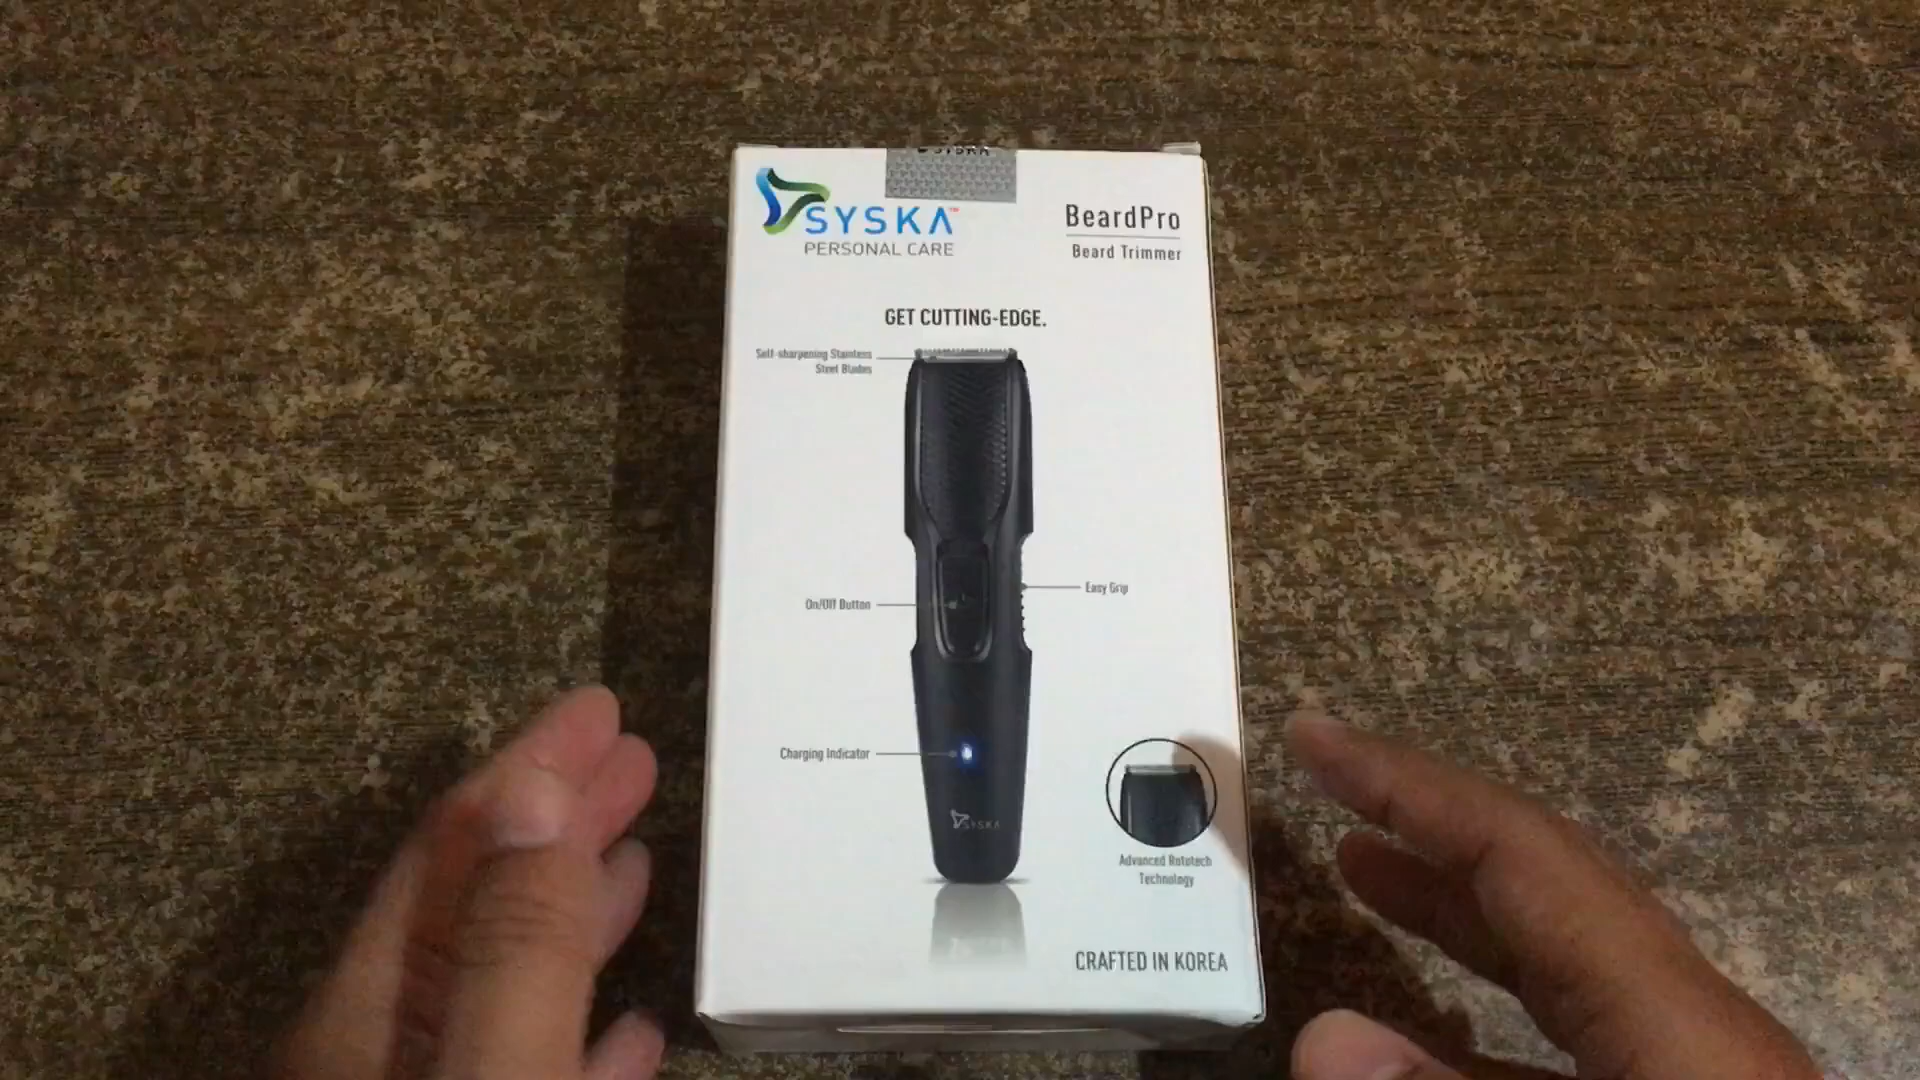 SYSKA
SYSKA™
PERSONAL CARE
BeardPro
Beard Trimmer
GET CUTTING-EDGE.
Self-sharpening Stainless
Steel Blades
Easy Grip
On/Off Button
Charging Indicator
SYSKA
Advanced Rototech
Technology
CRAFTED IN KOREA